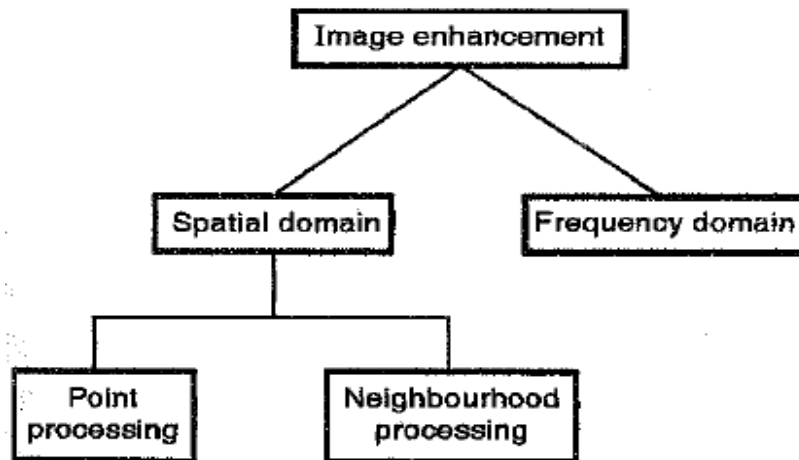 Image enhancement
Spatial domain
Frequency domain
Point
processing
Neighbourhood
processing